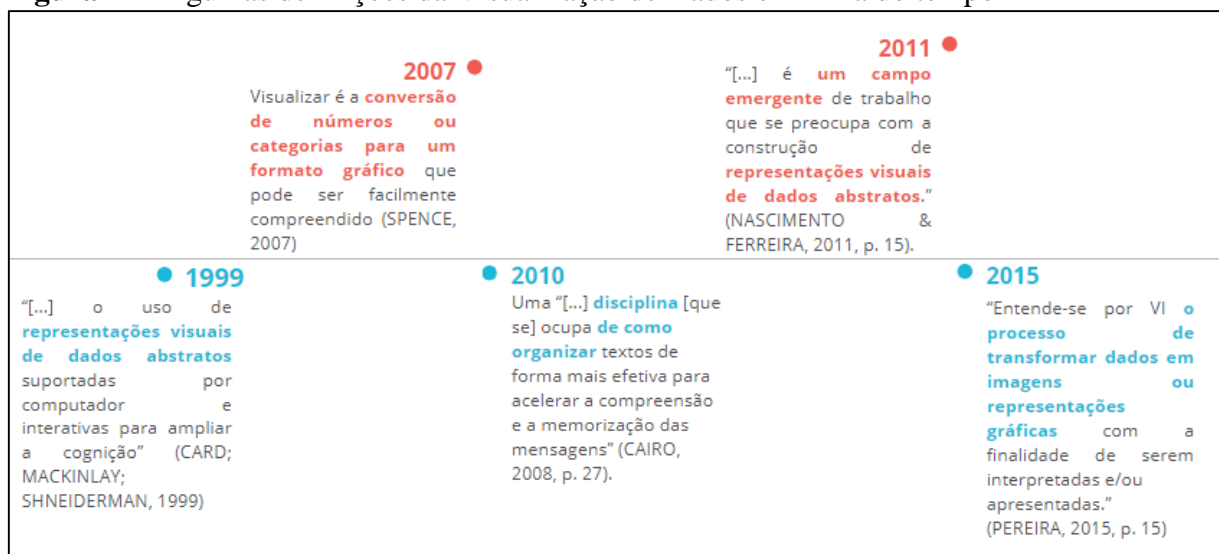 2007
Visualizar é a conversão
de números ou
categorias para um
formato gráfico que
pode ser facilmente
compreendido (SPENCE,
2007)
2011
“[...] é um campo
emergente de trabalho
que se preocupa com a
construção de
representações visuais
de dados abstratos.”
(NASCIMENTO &
FERREIRA, 2011, p. 15).
1999
“[...] o uso de
representações visuais
de dados abstratos
suportadas por
computador e
interativas para ampliar
a cognição” (CARD;
MACKINLAY;
SHNEIDERMAN, 1999)
2010
Uma “[...] disciplina [que
se] ocupa de como
organizar textos de
forma mais efetiva para
acelerar a compreensão
e a memorização das
mensagens” (CAIRO,
2008, p. 27).
2015
“Entende-se por VI o
processo de
transformar dados em
imagens ou
representações
gráficas com a
finalidade de serem
interpretadas e/ou
apresentadas.”
(PEREIRA, 2015, p. 15)